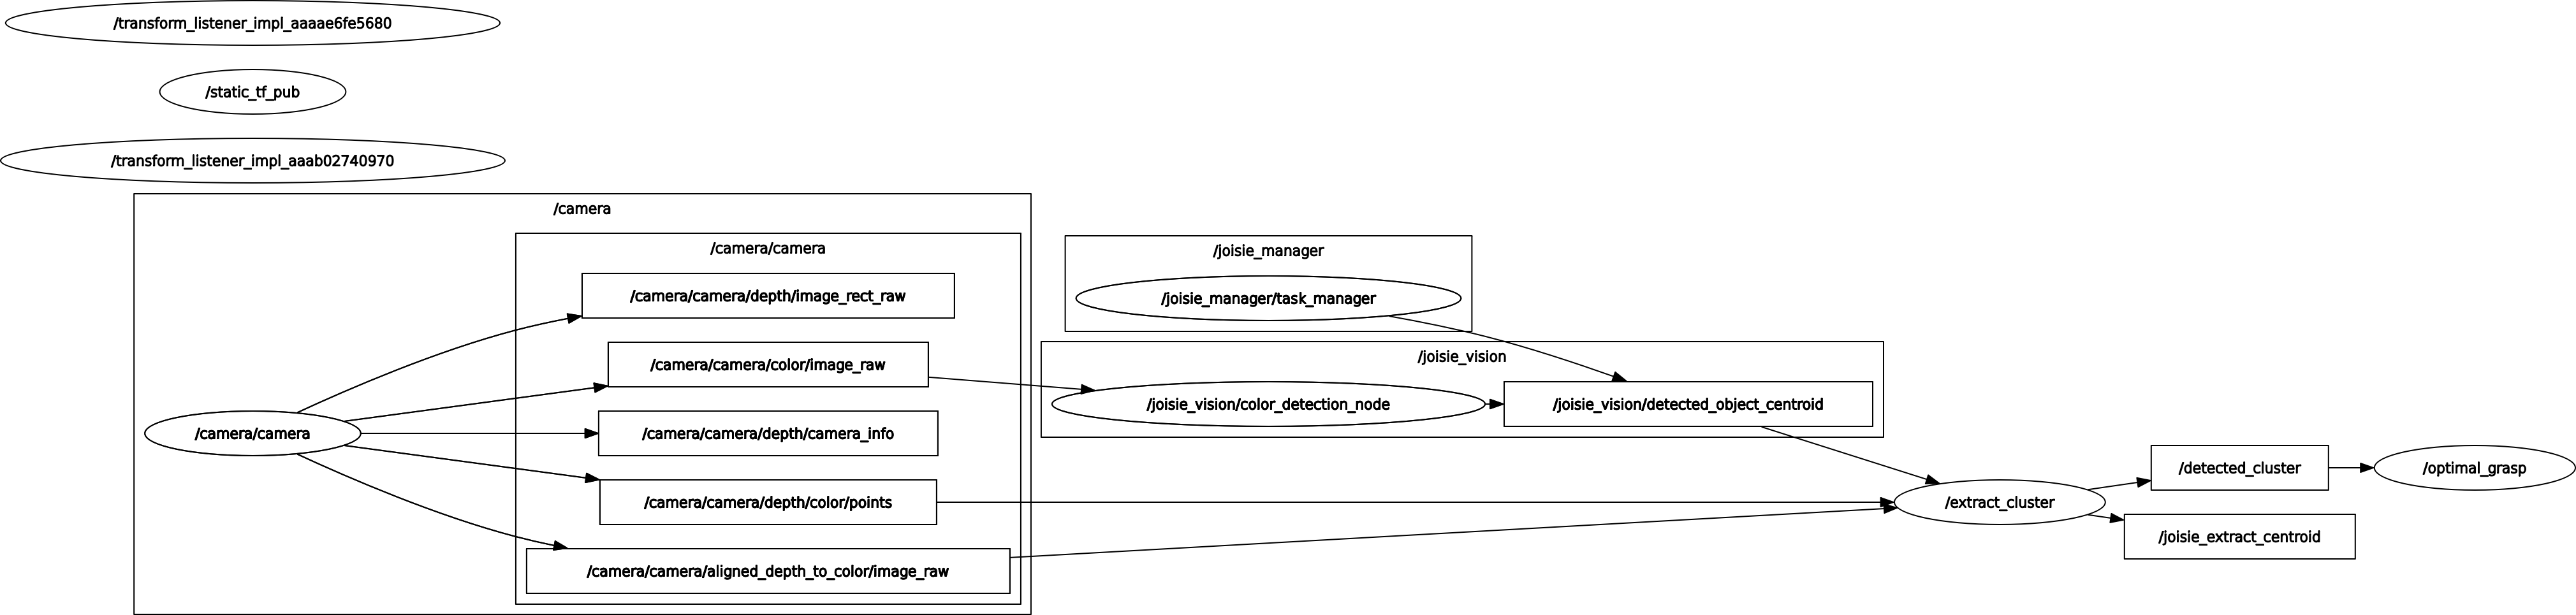 /transform_listener_impl_aaaae6fe5680
/static_tf_pub
/transform_listener_impl_aaab02740970
/camera
/camera/camera
/camera/camera
/camera/camera/depth/image_rect_raw
/camera/camera/color/image_raw
/camera/camera/depth/camera_info
/camera/camera/depth/color/points
/camera/camera/aligned_depth_to_color/image_raw
/joisie_manager
/joisie_manager/task_manager
/joisie_vision
/joisie_vision/color_detection_node
/joisie_vision/detected_object_centroid
/extract_cluster
/detected_cluster
/joisie_extract_centroid
/optimal_grasp